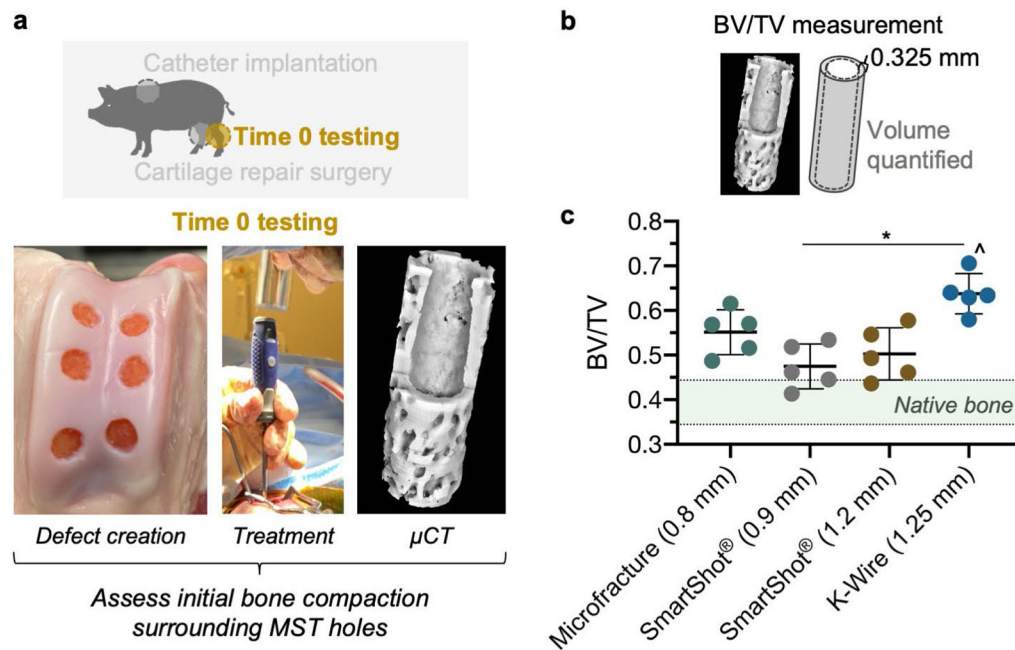 a
Catheter implantation
Time 0 testing
Cartilage repair surgery
Time 0 testing
Defect creation
Treatment
µCT
Assess initial bone compaction
surrounding MST holes
b
BV/TV measurement
0.325 mm
Volume
quantified
c
0.8
0.7
0.6
0.5
0.4
0.3
BV/TV
*
^
Native bone
Microfracture (0.8 mm)
SmartShot® (0.9 mm)
SmartShot® (1.2 mm)
K-Wire (1.25 mm)